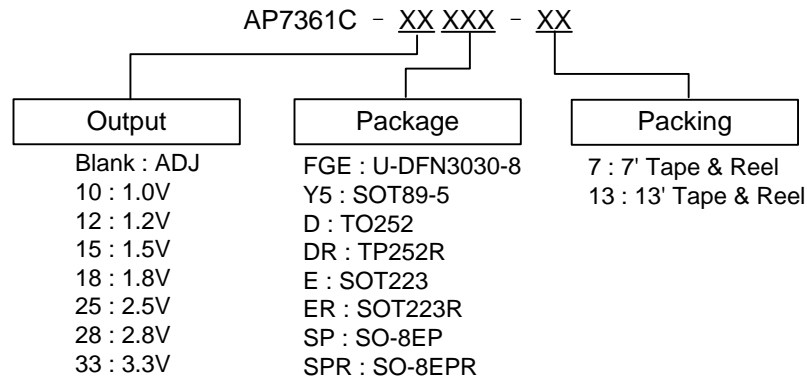 AP7361C - XX XXX - XX
Output
Blank : ADJ
10 : 1.0V
12 : 1.2V
15 : 1.5V
18 : 1.8V
25 : 2.5V
28 : 2.8V
33 : 3.3V
Package
FGE : U-DFN3030-8
Y5 : SOT89-5
D : TO252
DR : TP252R
E : SOT223
ER : SOT223R
SP : SO-8EP
SPR : SO-8EPR
Packing
7 : 7' Tape & Reel
13 : 13' Tape & Reel